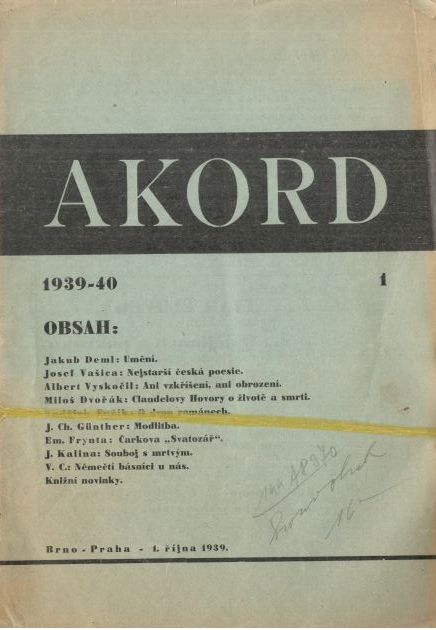 AKORD
1939-40 1
OBSAH:
Jakub Deml: Umění.
Josef Vašica: Nejstarší česká poesie.
Albert Vyskočil: Ani vzkříšení, ani obrození.
Miloš Dvořák: Claudelovy Hovory o životě a smrti.
O dvou románech.
J. Ch. Günther: Modlitba.
Em. Frynta: Čarkova „Svatozář“.
J. Kalina: Souboj s mrtvým.
V. C.: Němečtí básníci u nás.
Knižní novinky.
Brno - Praha - 1. října 1939.